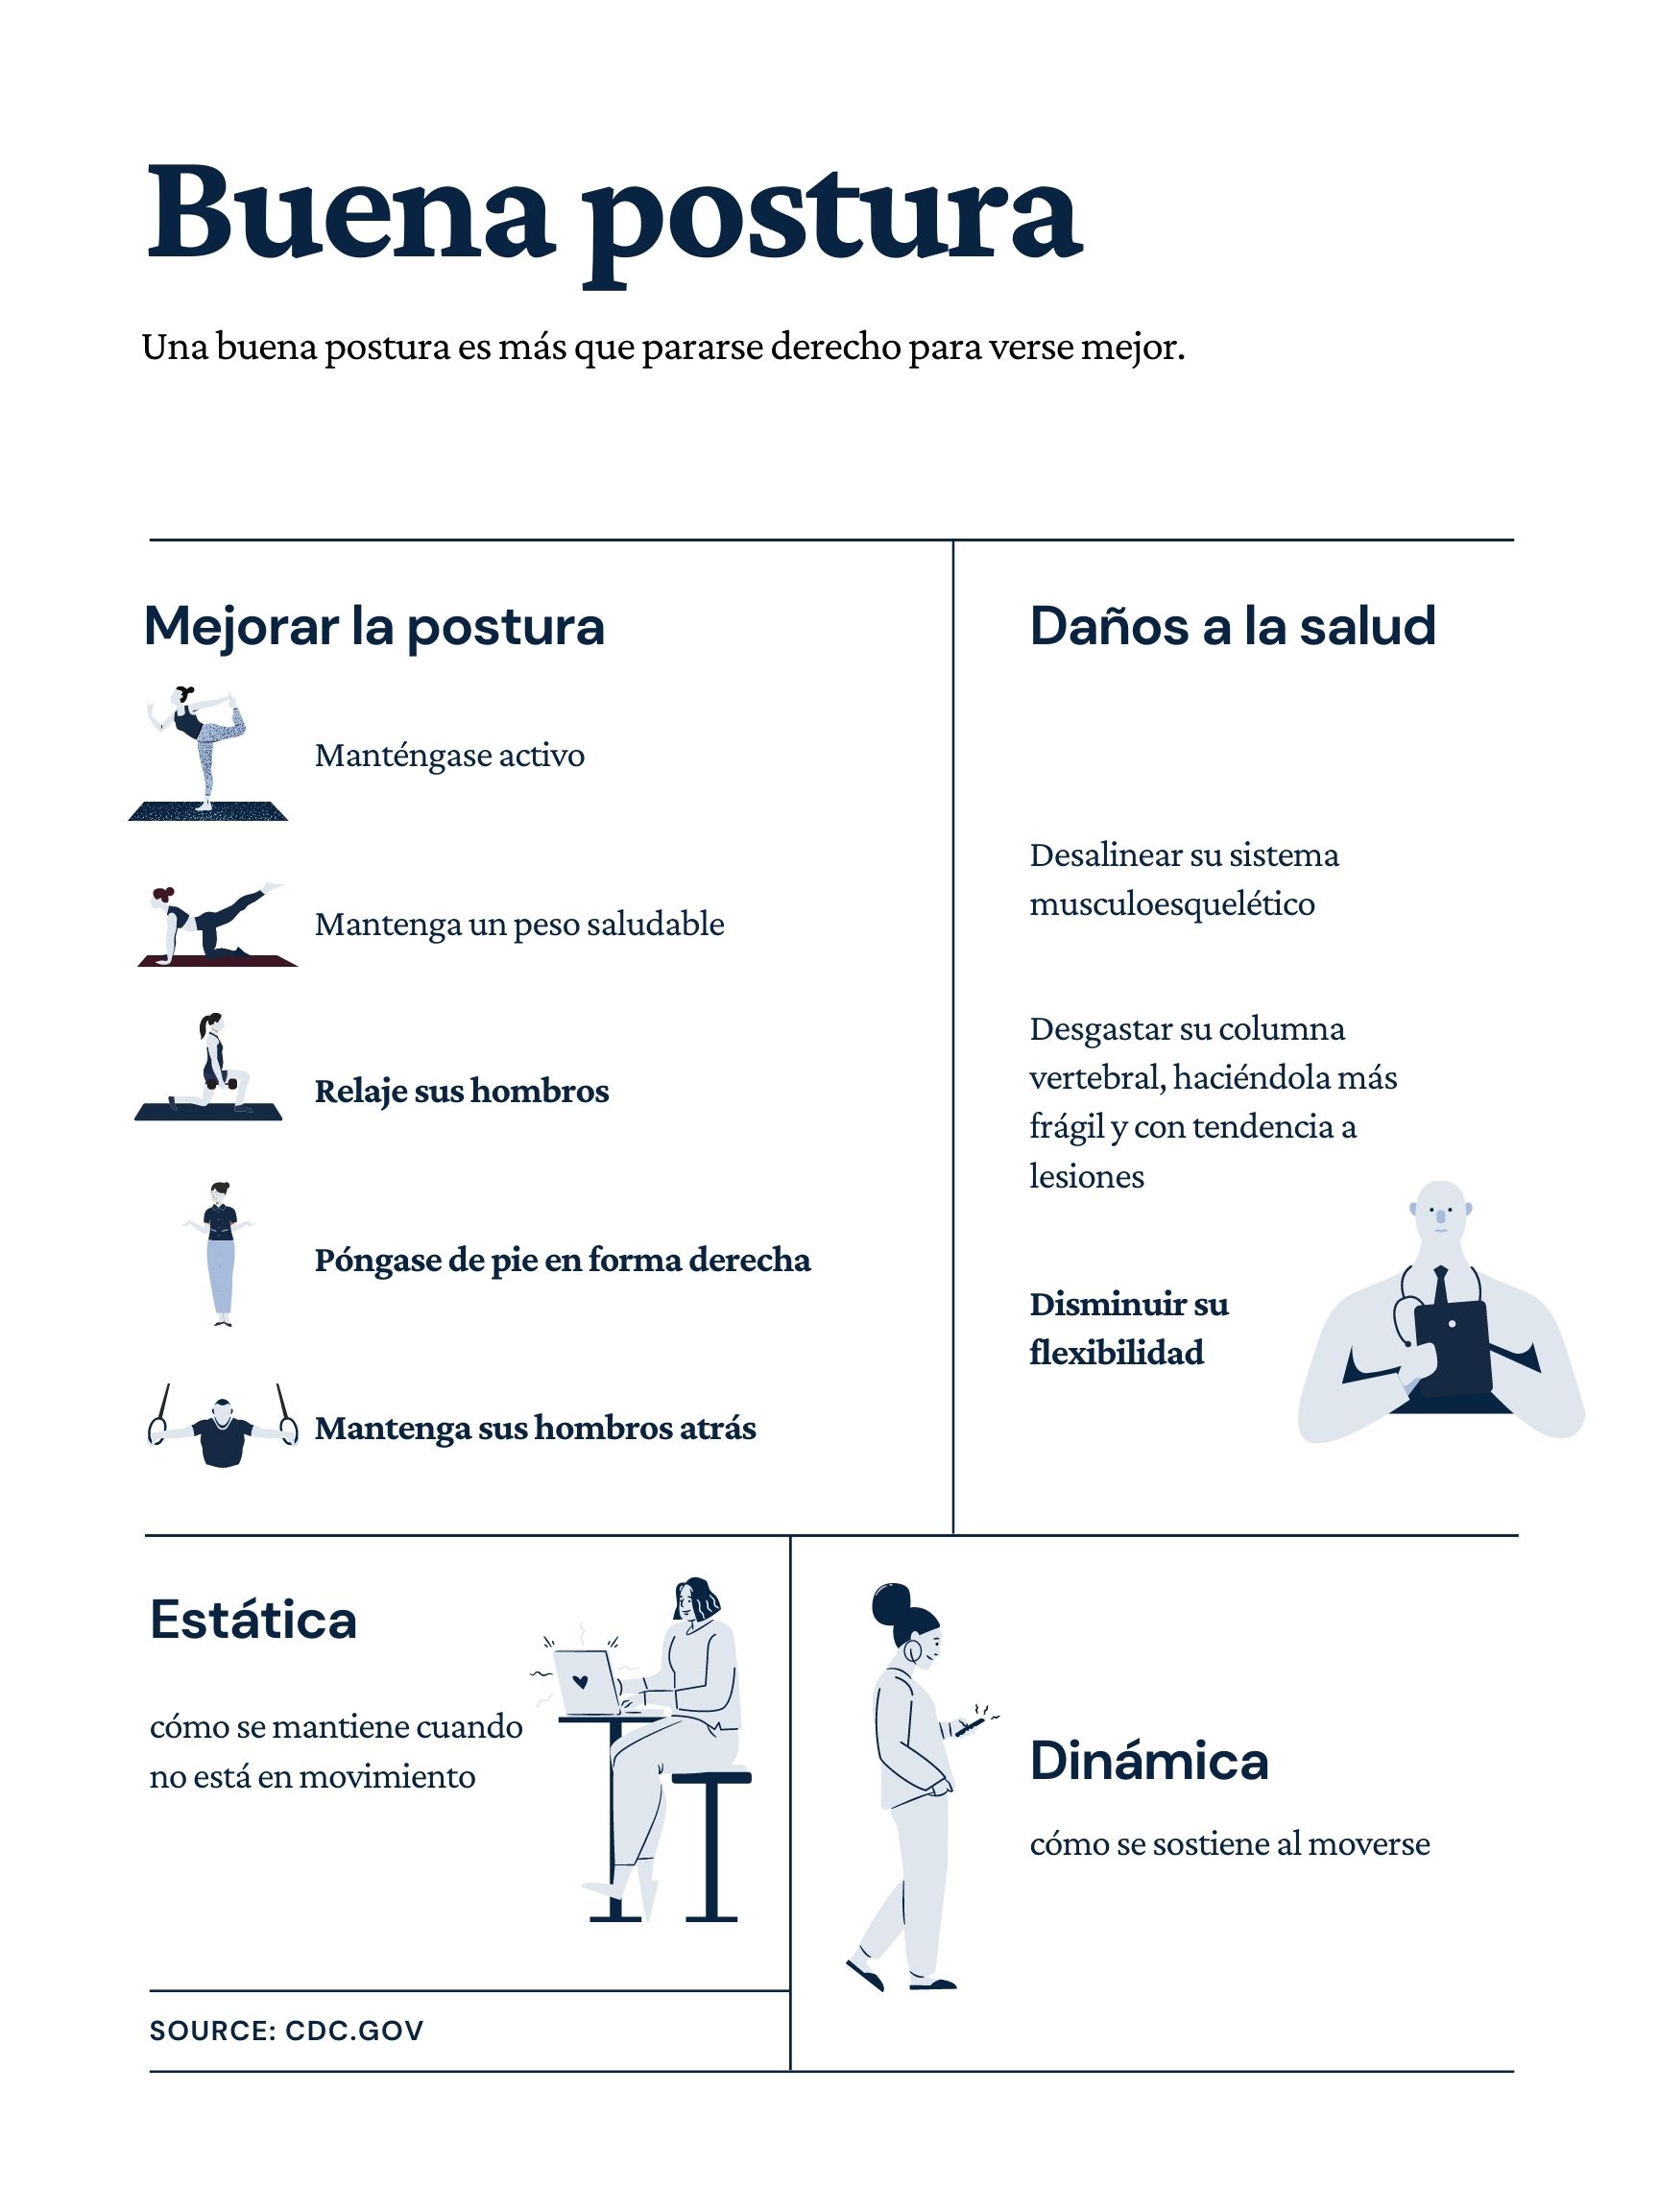 Buena postura
Una buena postura es más que pararse derecho para verse mejor.
Mejorar la postura
Manténgase activo
Mantenga un peso saludable
Relaje sus hombros
Póngase de pie en forma derecha
Mantenga sus hombros atrás
Daños a la salud
Desalinear su sistema
musculoesquelético
Desgastar su columna
vertebral, haciéndola más
frágil y con tendencia a
lesiones
Disminuir su
flexibilidad
Estática
cómo se mantiene cuando
no está en movimiento
Dinámica
cómo se sostiene al moverse
SOURCE: CDC.GOV